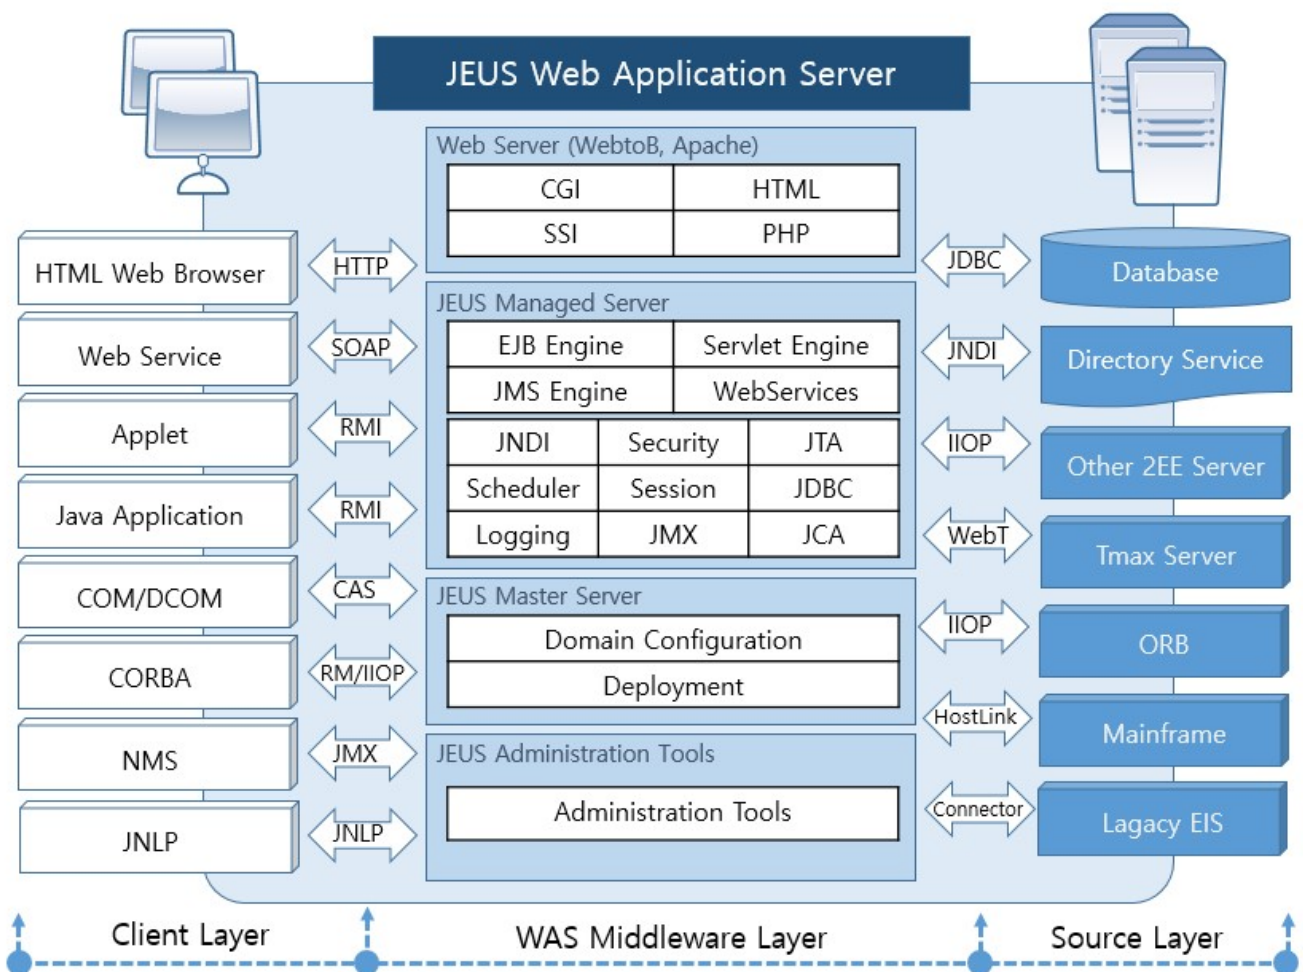 JEUS Web Application Server
Web Server (WebtoB, Apache)
CGI
HTML
SSI
PHP
JEUS Managed Server
EJB Engine
Servlet Engine
JMS Engine
WebServices
JNDI
Security
JTA
Scheduler
Session
JDBC
Logging
JMX
JCA
JEUS Master Server
Domain Configuration
Deployment
JEUS Administration Tools
Administration Tools
HTML Web Browser
HTTP
Web Service
SOAP
Applet
RMI
Java Application
RMI
COM/DCOM
CAS
CORBA
RM/IIOP
NMS
JMX
JNLP
JNLP
JDBC
Database
JNDI
Directory Service
IIOP
Other 2EE Server
WebT
Tmax Server
IIOP
ORB
HostLink
Mainframe
Connector
Lagacy EIS
Client Layer
WAS Middleware Layer
Source Layer